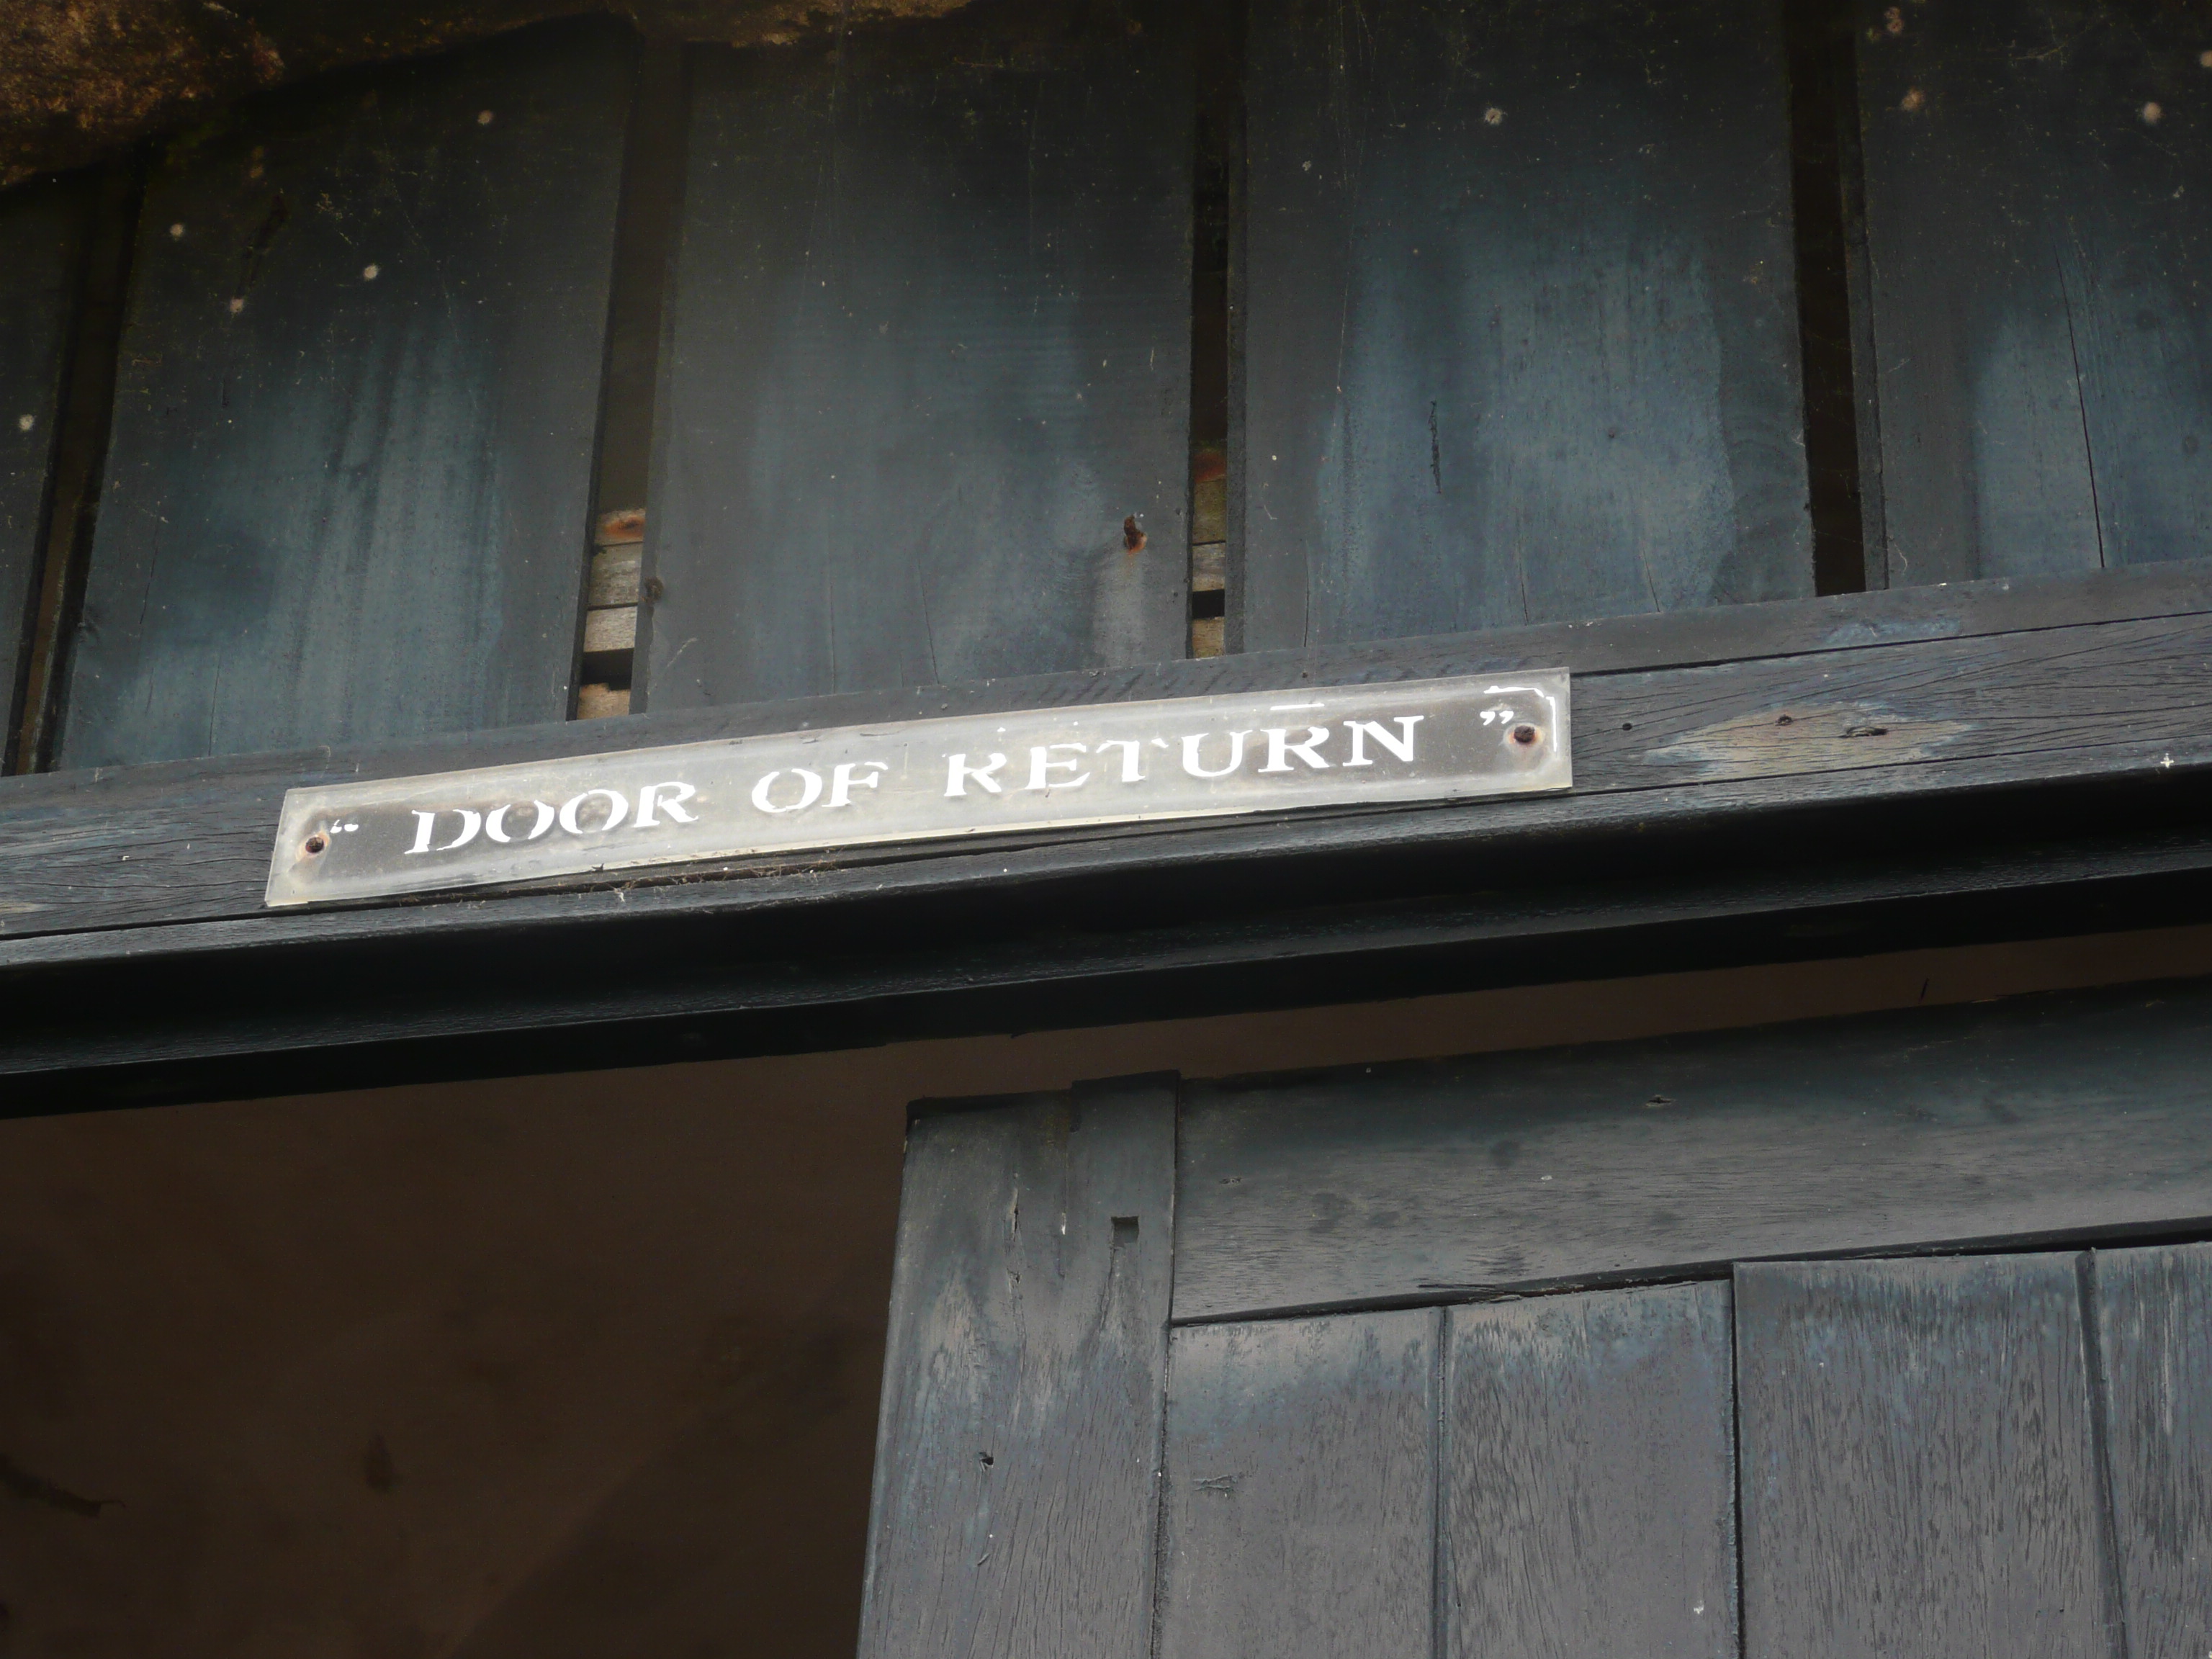 “ DOOR OF RETURN ”